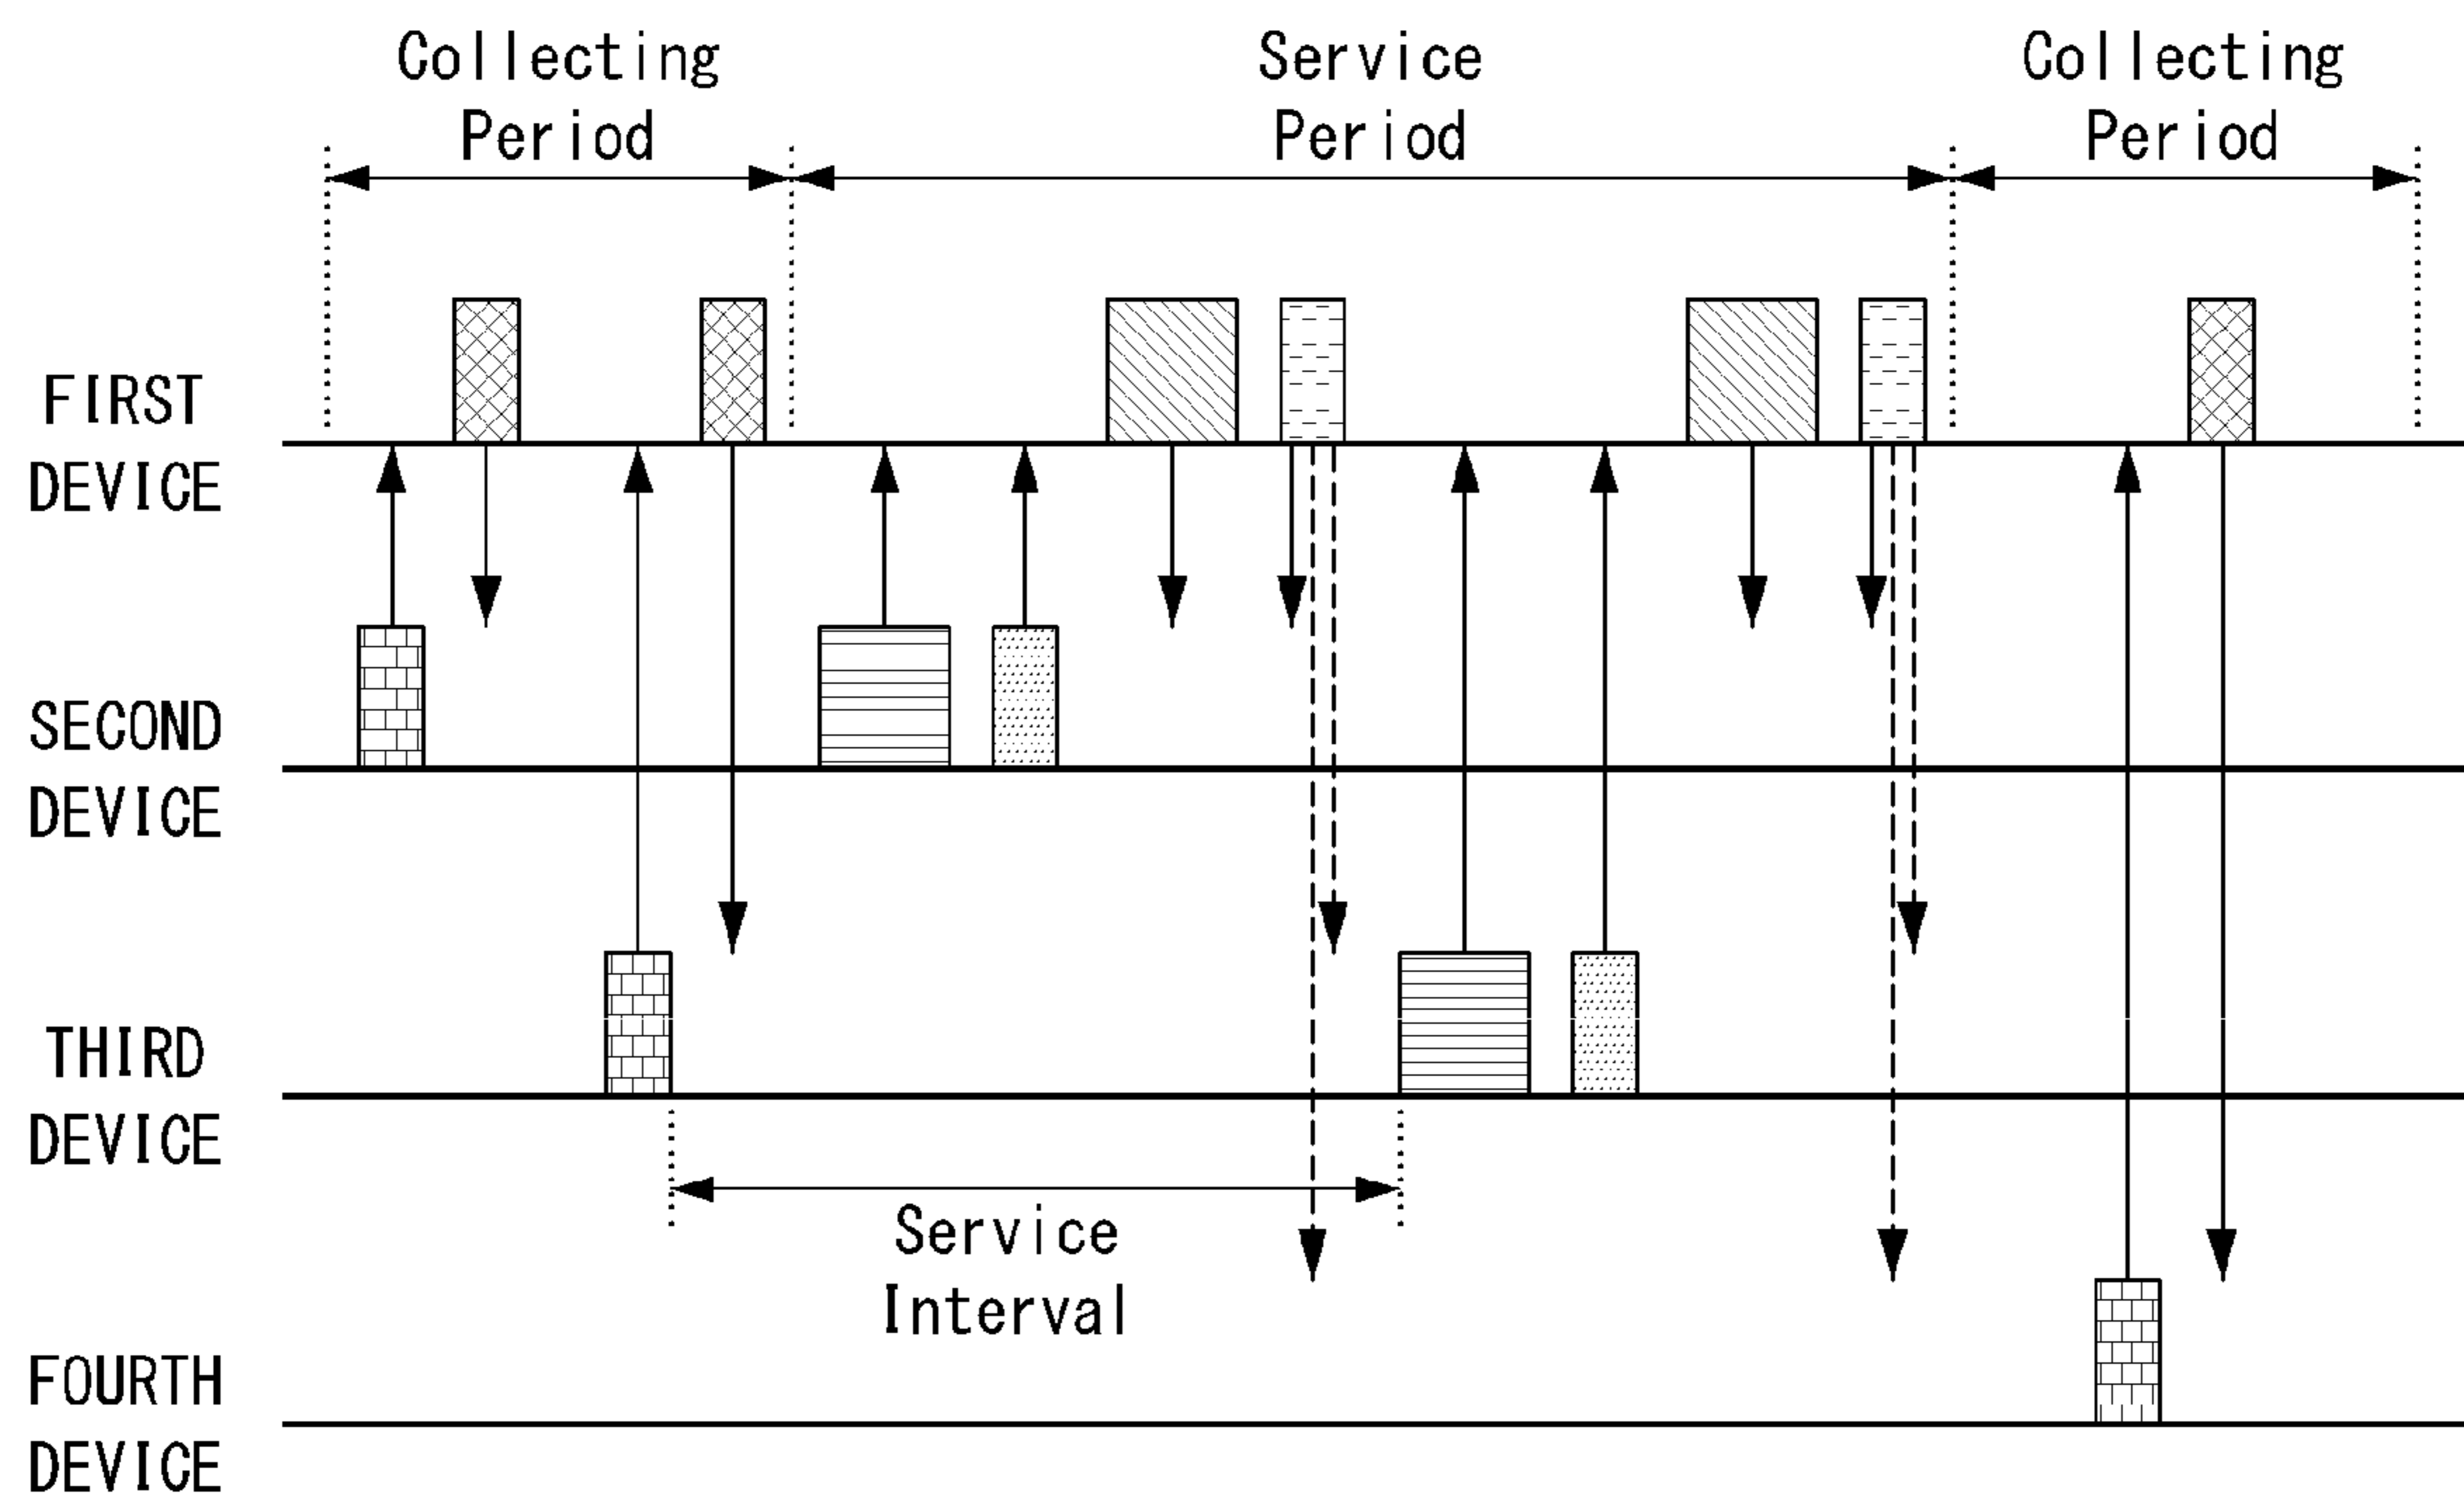 Collecting
Period
Service
Period
Collecting
Period
FIRST
DEVICE
SECOND
DEVICE
THIRD
DEVICE
Service
Interval
FOURTH
DEVICE